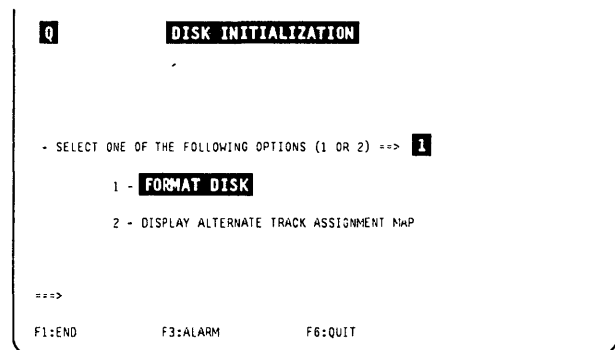 Q DISK INITIALIZATION
- SELECT ONE OF THE FOLLOWING OPTIONS (1 OR 2) ==> 1
1 - FORMAT DISK
2 - DISPLAY ALTERNATE TRACK ASSIGNMENT MAP
===>
F1:END F3:ALARM F6:QUIT